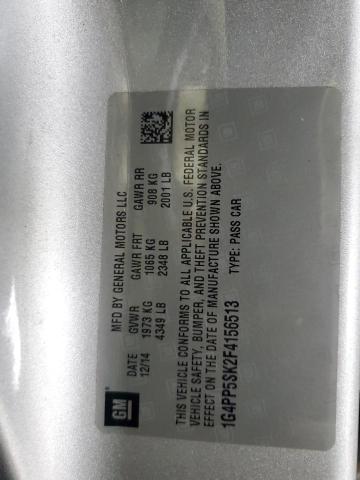 GM
MFD BY GENERAL MOTORS LLC
DATE GVWR GAWR FRT GAWR RR
12/14 1973 KG 1065 KG 908 KG
4349 LB 2348 LB 2001 LB
THIS VEHICLE CONFORMS TO ALL APPLICABLE U.S. FEDERAL MOTOR
VEHICLE SAFETY, BUMPER, AND THEFT PREVENTION STANDARDS IN
EFFECT ON THE DATE OF MANUFACTURE SHOWN ABOVE.
1G4PP5SK2F4156513 TYPE: PASS CAR